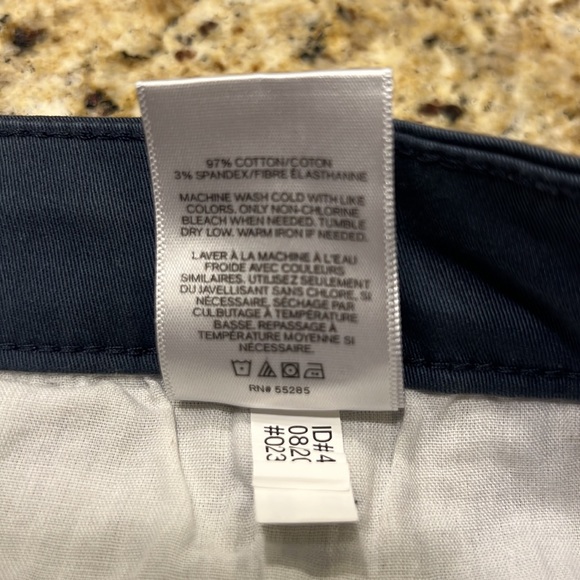 97% COTTON/COTON
3% SPANDEX/FIBRE ÉLASTHANNE
MACHINE WASH COLD WITH LIKE
COLORS. ONLY NON-CHLORINE
BLEACH WHEN NEEDED. TUMBLE
DRY LOW. WARM IRON IF NEEDED.
LAVER À LA MACHINE À L'EAU
FROIDE AVEC COULEURS
SIMILAIRES. UTILISEZ SEULEMENT
DU JAVELLISANT SANS CHLORE, SI
NÉCESSAIRE. SÉCHAGE PAR
CULBUTAGE À TEMPÉRATURE
BASSE. REPASSAGE À
TEMPÉRATURE MOYENNE SI
NÉCESSAIRE.
RN# 55285
ID#4
08.20
#023